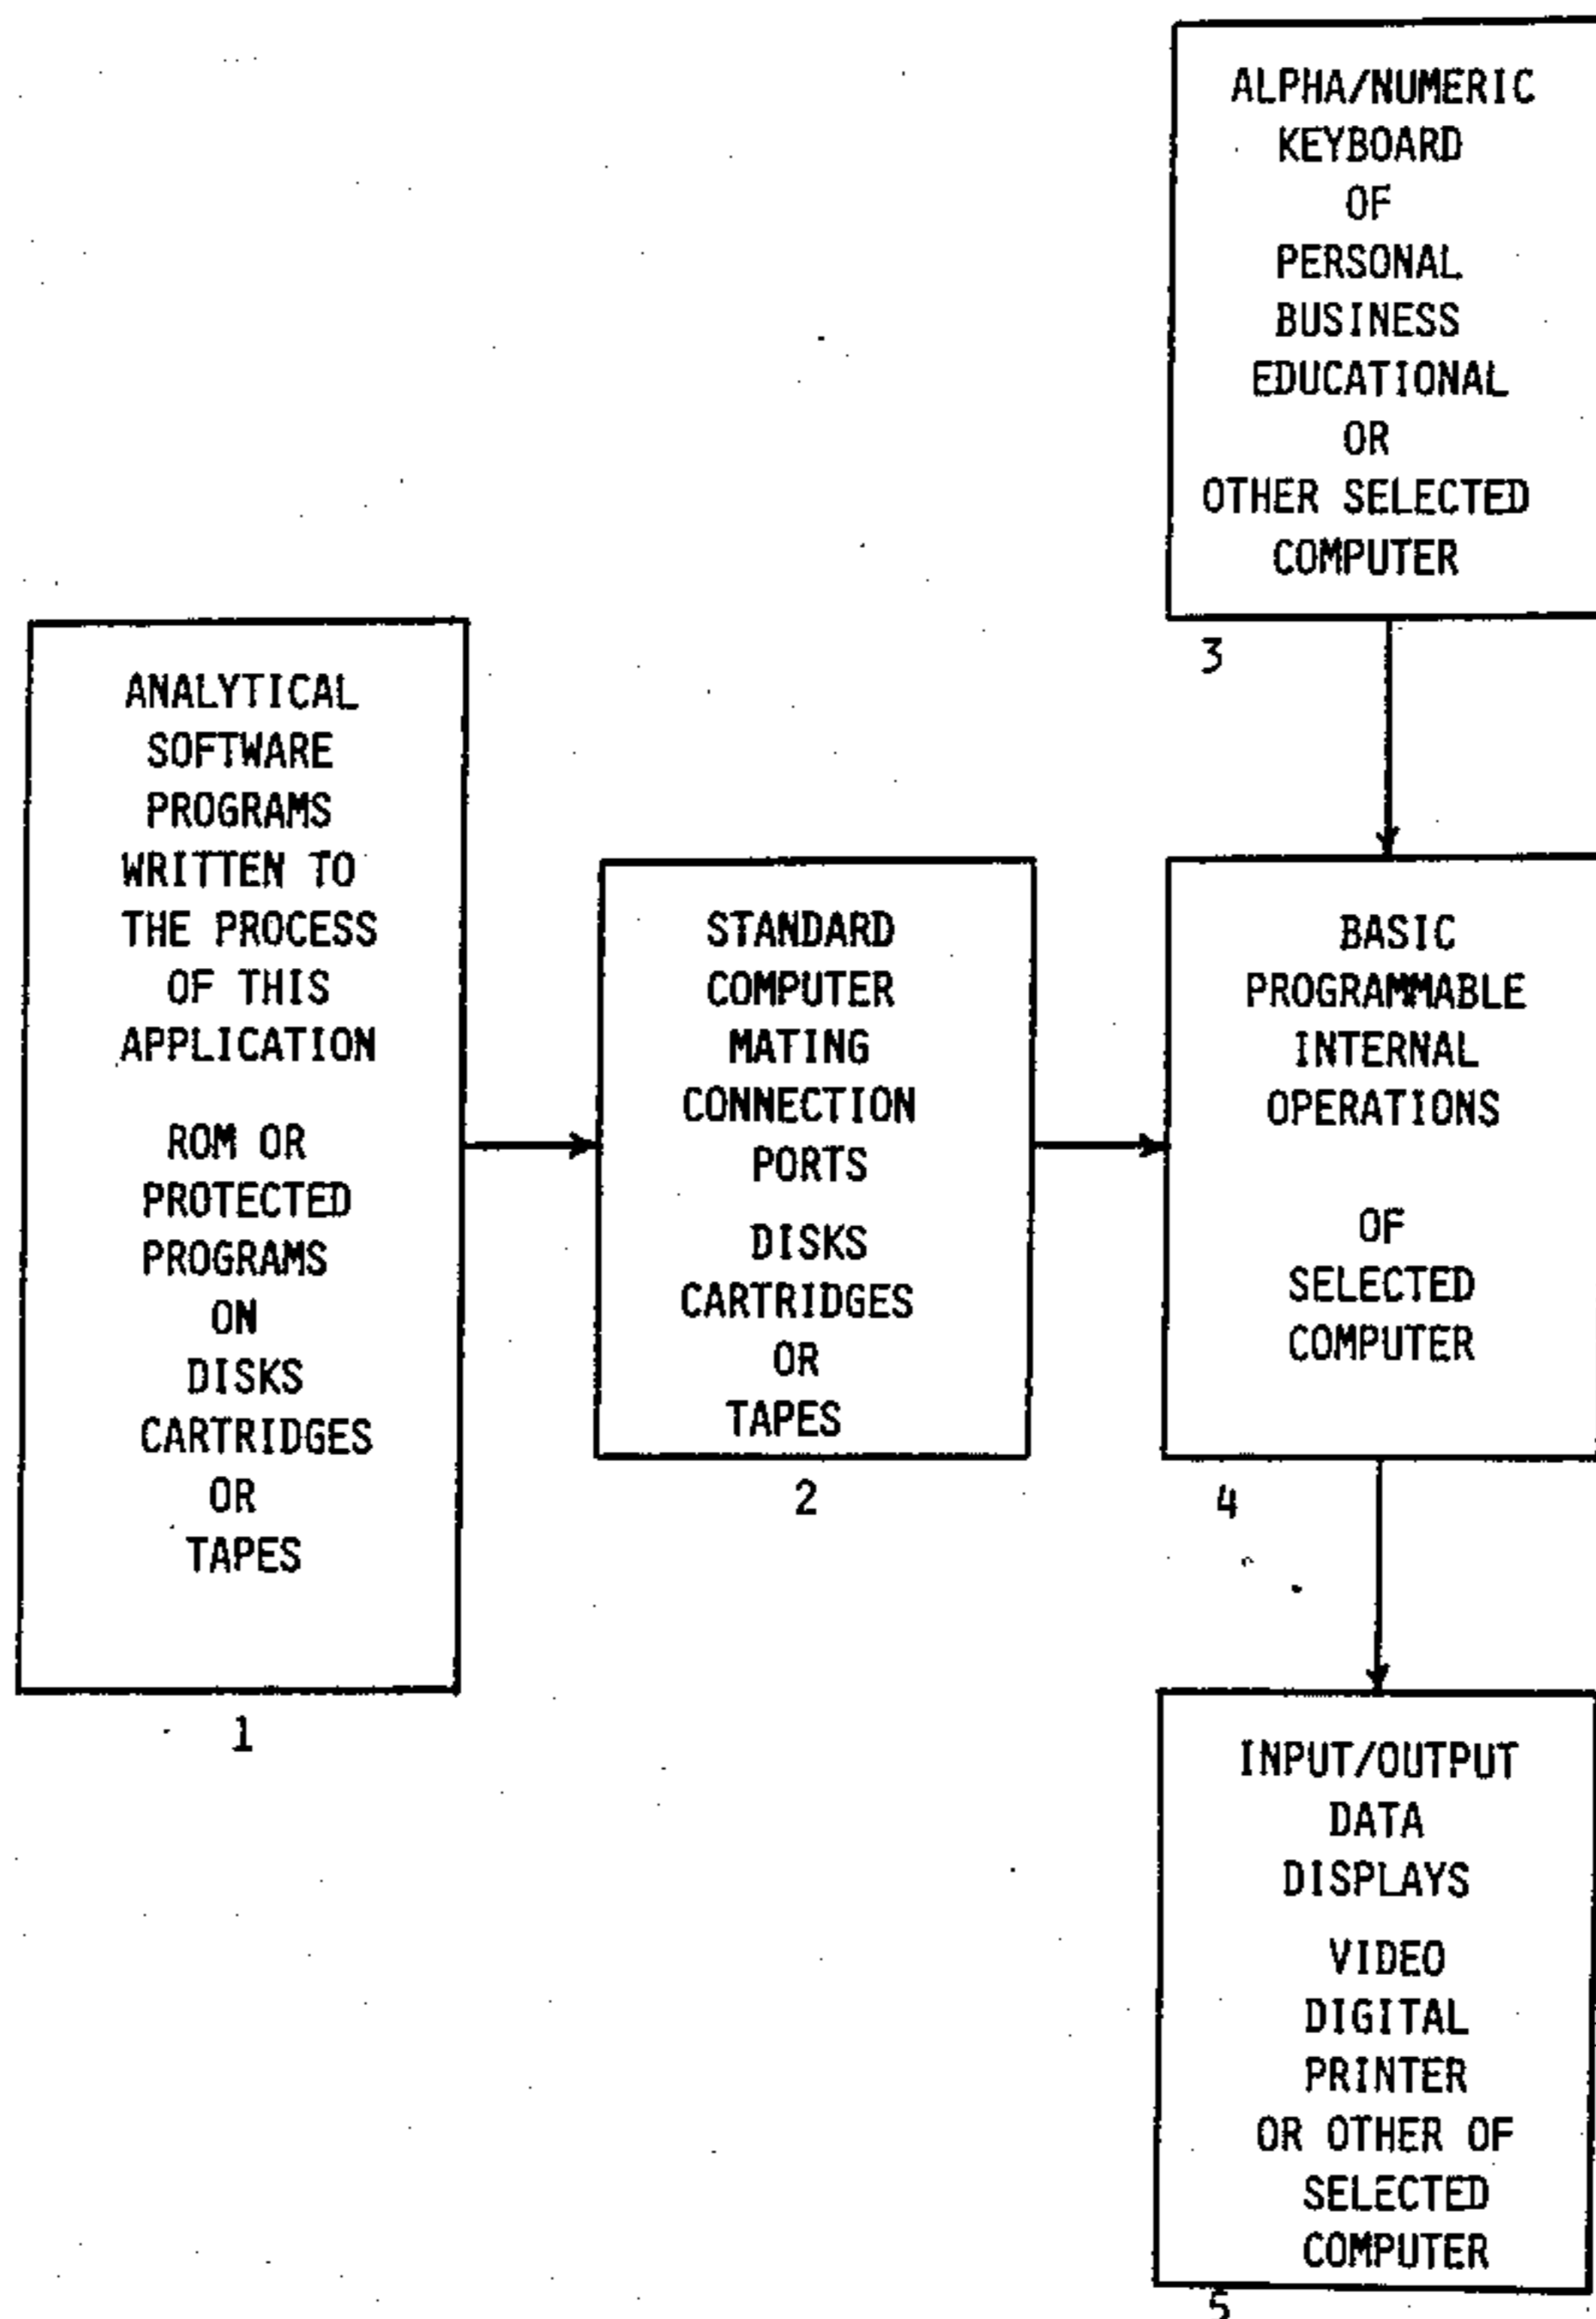 ALPHA/NUMERIC
KEYBOARD
OF
PERSONAL
BUSINESS
EDUCATIONAL
OR
OTHER SELECTED
COMPUTER
3
ANALYTICAL
SOFTWARE
PROGRAMS
WRITTEN TO
THE PROCESS
OF THIS
APPLICATION
ROM OR
PROTECTED
PROGRAMS
ON
DISKS
CARTRIDGES
OR
TAPES
1
STANDARD
COMPUTER
MATING
CONNECTION
PORTS
DISKS
CARTRIDGES
OR
TAPES
2
BASIC
PROGRAMMABLE
INTERNAL
OPERATIONS
OF
SELECTED
COMPUTER
4
INPUT/OUTPUT
DATA
DISPLAYS
VIDEO
DIGITAL
PRINTER
OR OTHER OF
SELECTED
COMPUTER
5